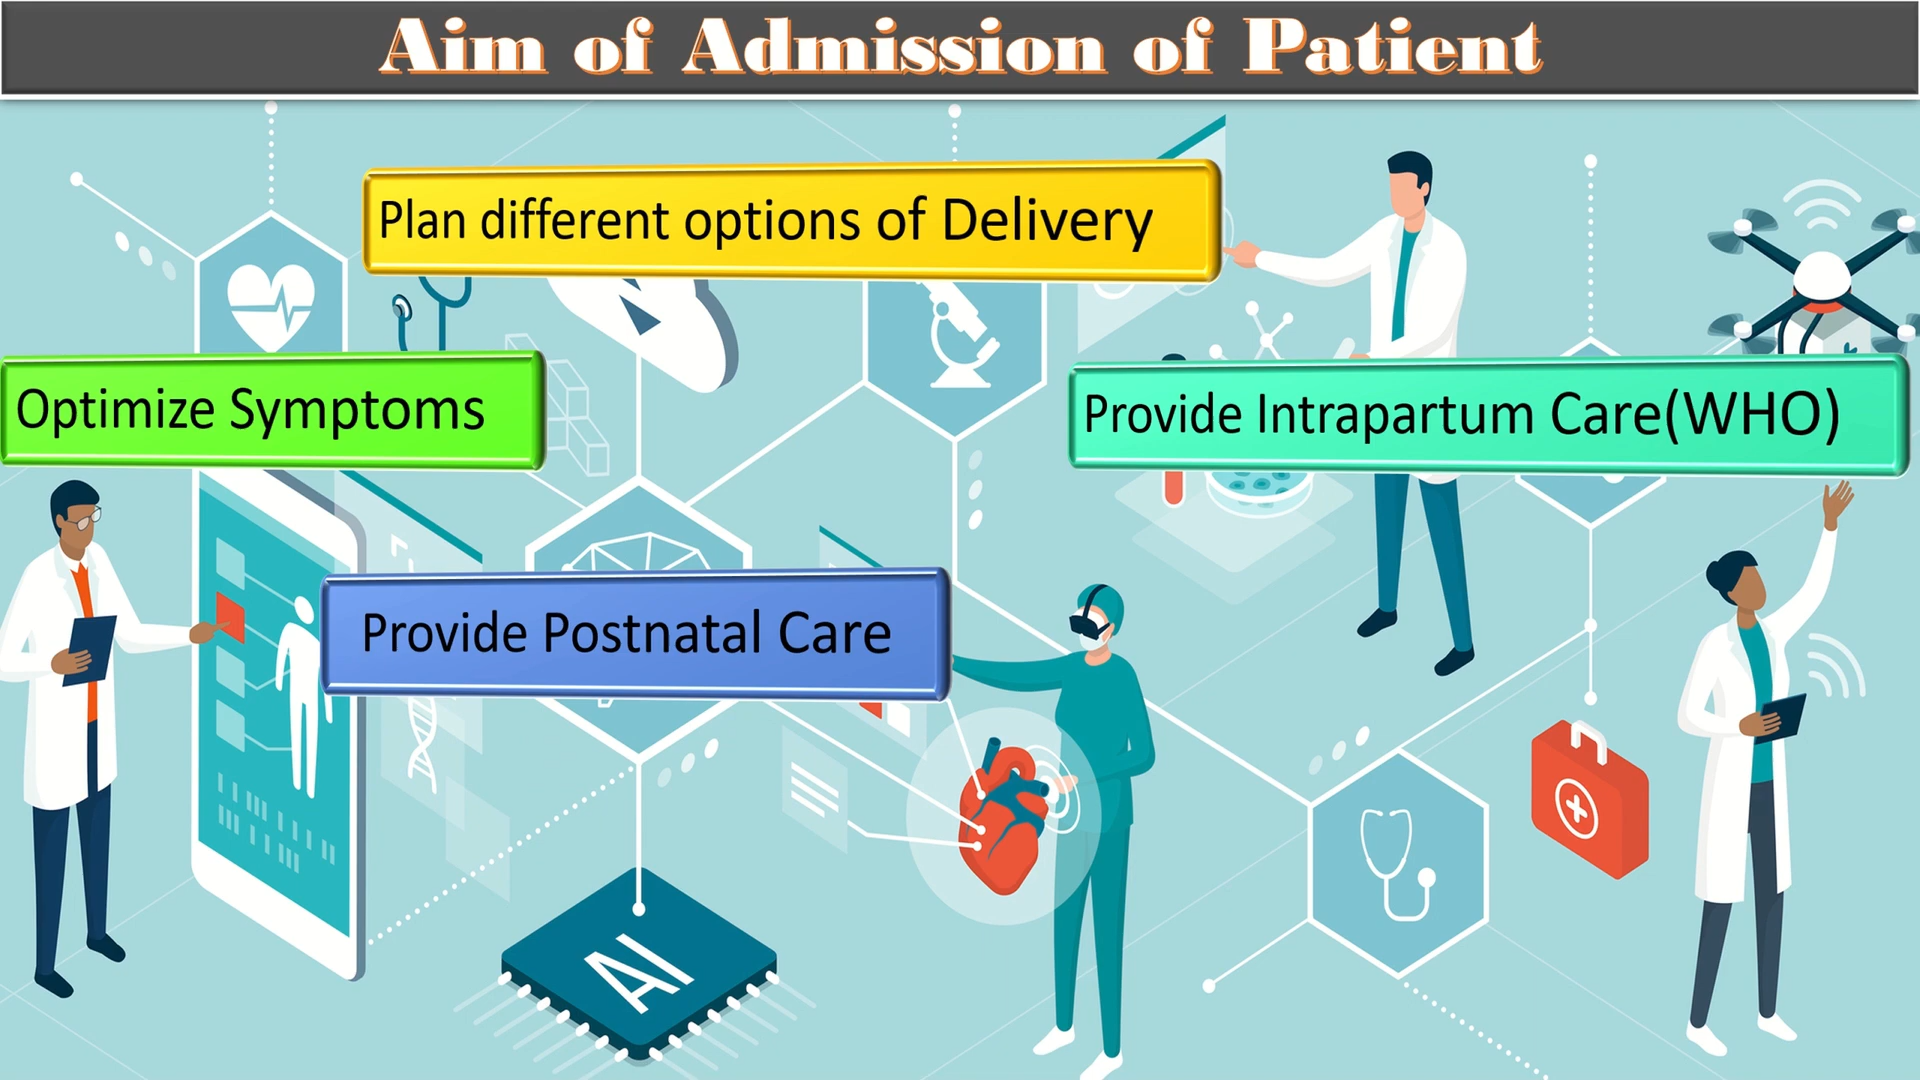 Aim of Admission of Patient
Plan different options of Delivery
Optimize Symptoms
Provide Intrapartum Care(WHO)
Provide Postnatal Care
AI